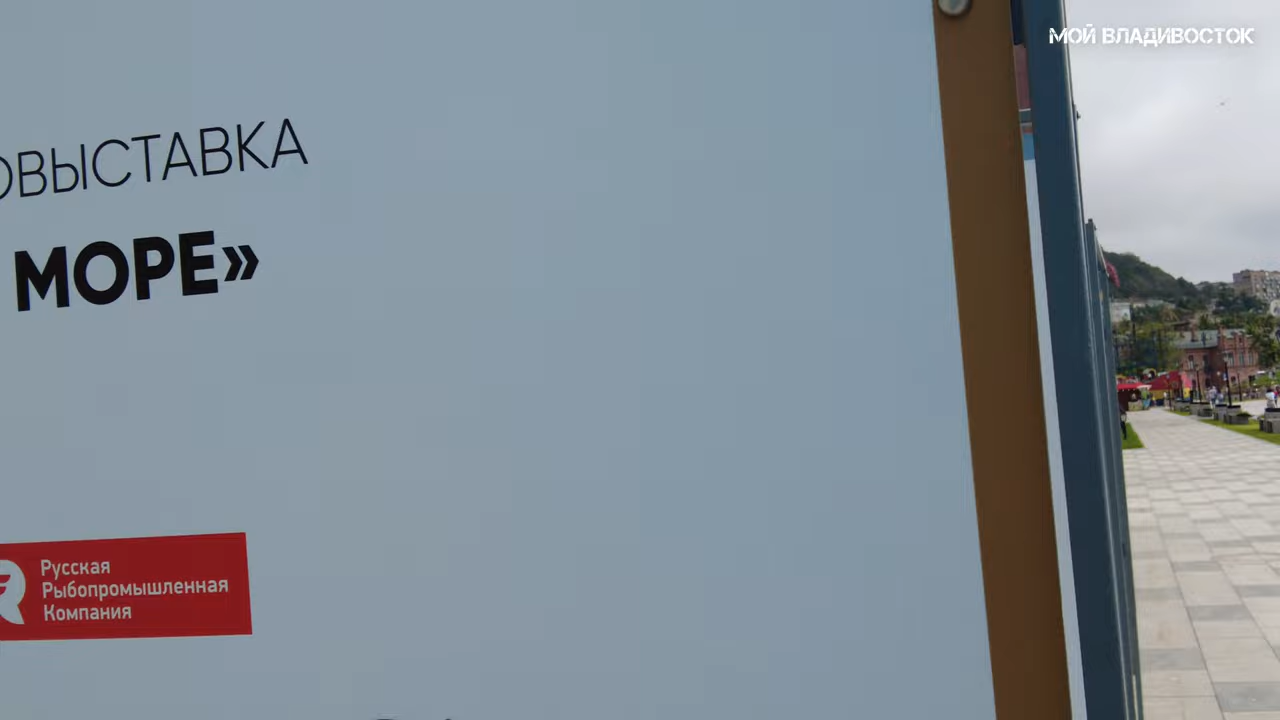 МОЙ ВЛАДИВОСТОК
ОВЫСТАВКА
МОРЕ»
Русская
Рыбопромышленная
Компания